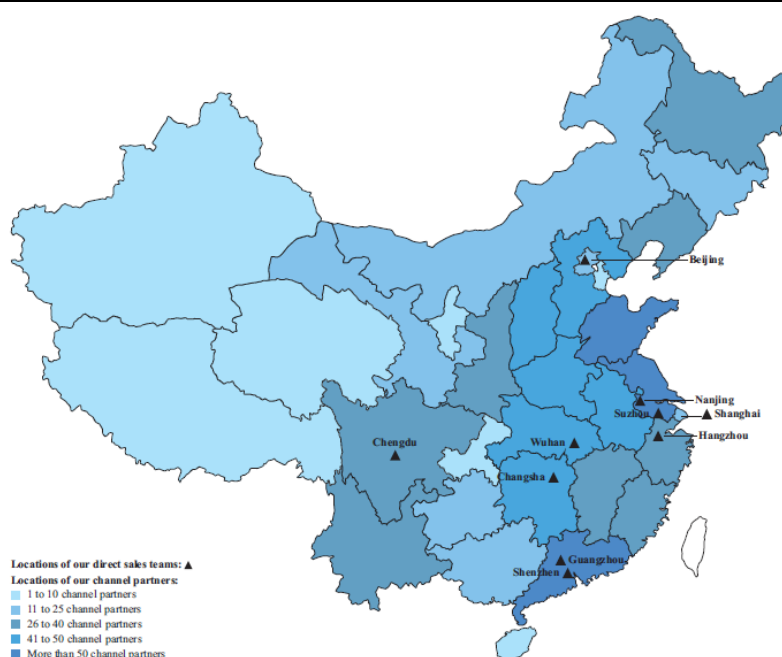 Beijing
Nanjing
Suzhou
Shanghai
Hangzhou
Chengdu
Wuhan
Changsha
Guangzhou
Shenzhen
Locations of our direct sales teams: ▲
Locations of our channel partners:
1 to 10 channel partners
11 to 25 channel partners
26 to 40 channel partners
41 to 50 channel partners
More than 50 channel partners